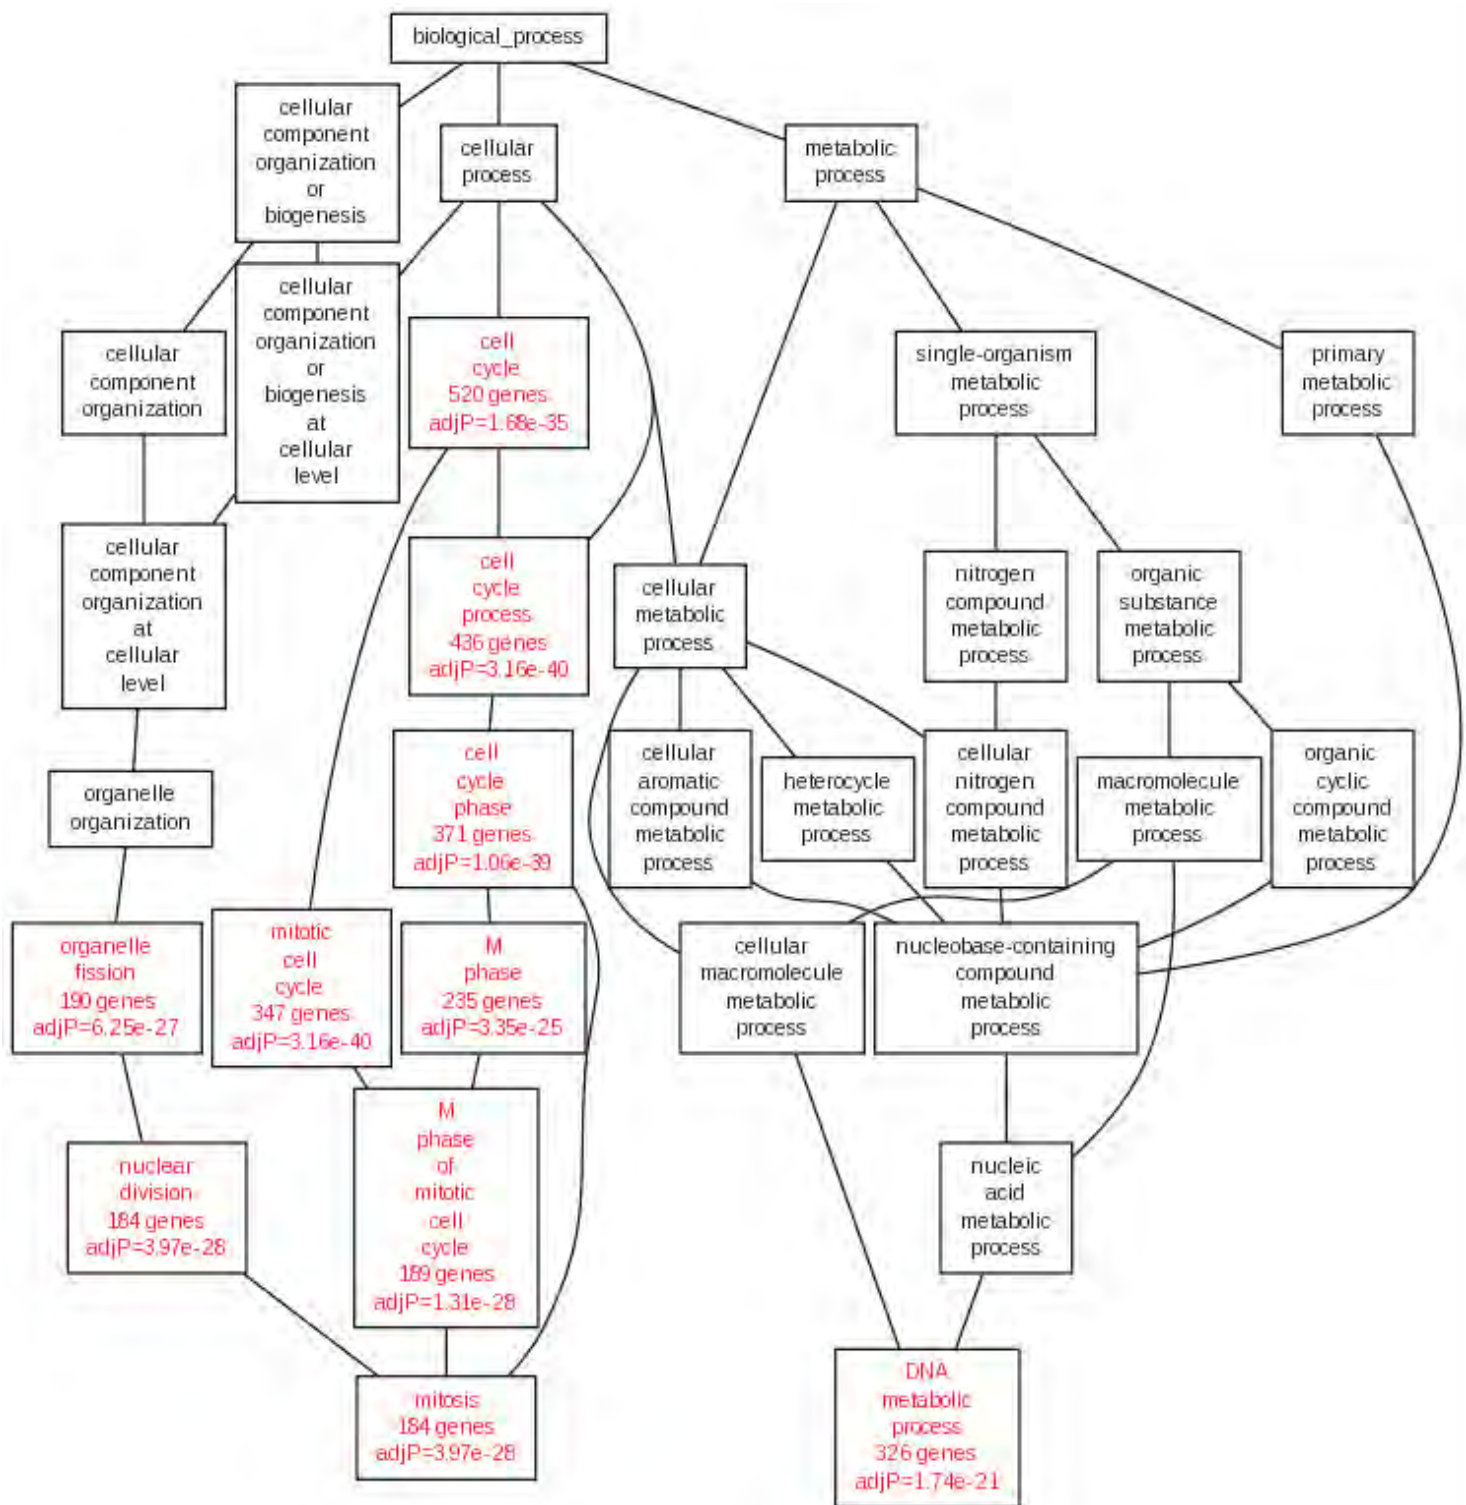 biological_process
cellular
component
organization
or
biogenesis
cellular
process
metabolic
process
cellular
component
organization
cellular
component
organization
or
biogenesis
at
cellular
level
cell
cycle
520 genes
adjP=1.68e-35
single-organism
metabolic
process
primary
metabolic
process
cellular
component
organization
at
cellular
level
cell
cycle
process
436 genes
adjP=3.16e-40
cellular
metabolic
process
nitrogen
compound
metabolic
process
organic
substance
metabolic
process
organelle
organization
cell
cycle
phase
371 genes
adjP=1.06e-39
cellular
aromatic
compound
metabolic
process
heterocycle
metabolic
process
cellular
nitrogen
compound
metabolic
process
macromolecule
metabolic
process
organic
cyclic
compound
metabolic
process
organelle
fission
190 genes
adjP=6.25e-27
mitotic
cell
cycle
347 genes
adjP=3.16e-40
M
phase
235 genes
adjP=3.35e-25
cellular
macromolecule
metabolic
process
nucleobase-containing
compound
metabolic
process
nuclear
division
184 genes
adjP=3.97e-28
M
phase
of
mitotic
cell
cycle
189 genes
adjP=1.31e-28
nucleic
acid
metabolic
process
mitosis
184 genes
adjP=3.97e-28
DNA
metabolic
process
326 genes
adjP=1.74e-21